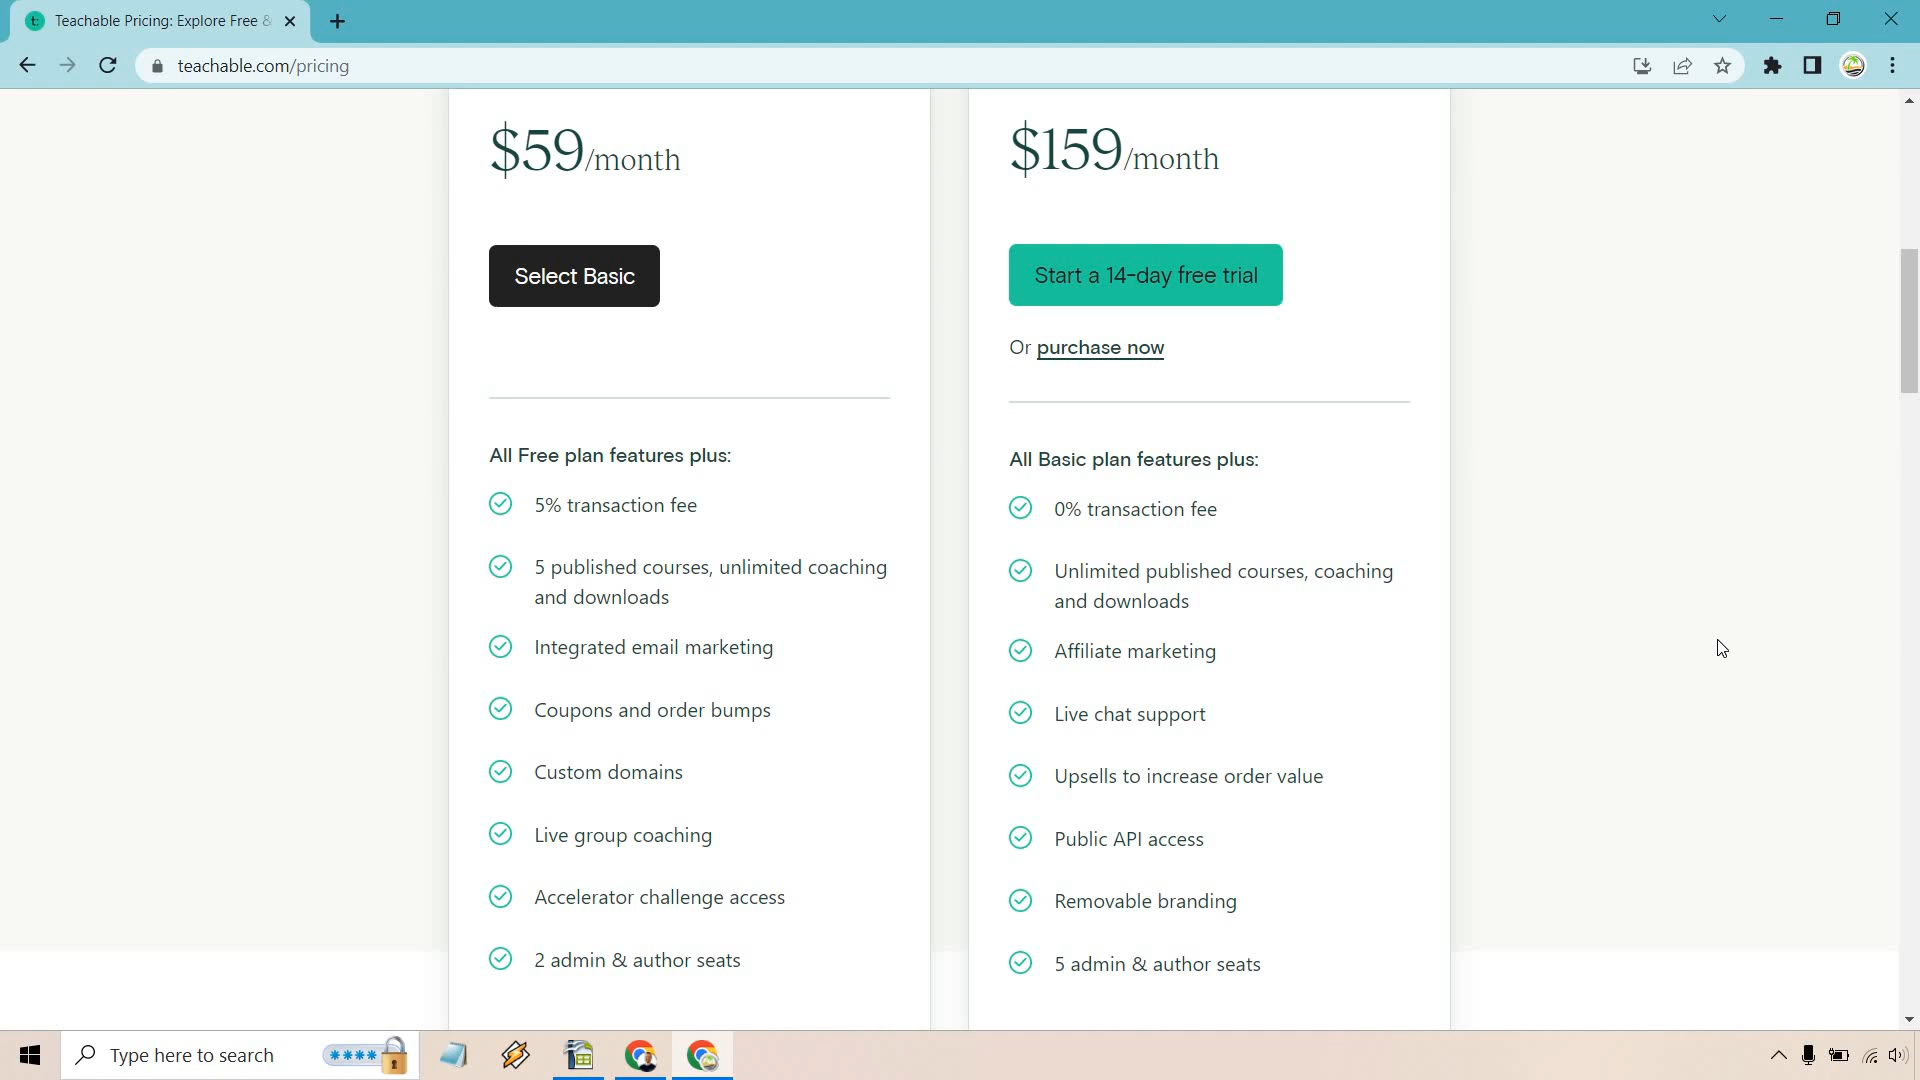 Teachable Pricing: Explore Free &
teachable.com/pricing
$59/month
Select Basic
All Free plan features plus:
5% transaction fee
5 published courses, unlimited coaching
and downloads
Integrated email marketing
Coupons and order bumps
Custom domains
Live group coaching
Accelerator challenge access
2 admin & author seats
$159/month
Start a 14-day free trial
Or purchase now
All Basic plan features plus:
0% transaction fee
Unlimited published courses, coaching
and downloads
Affiliate marketing
Live chat support
Upsells to increase order value
Public API access
Removable branding
5 admin & author seats
Type here to search